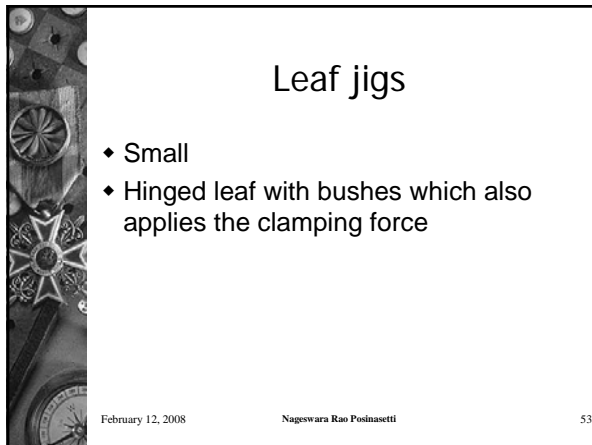 Leaf jigs
◆ Small
◆ Hinged leaf with bushes which also
applies the clamping force
February 12, 2008 Nageswara Rao Posinasetti 53